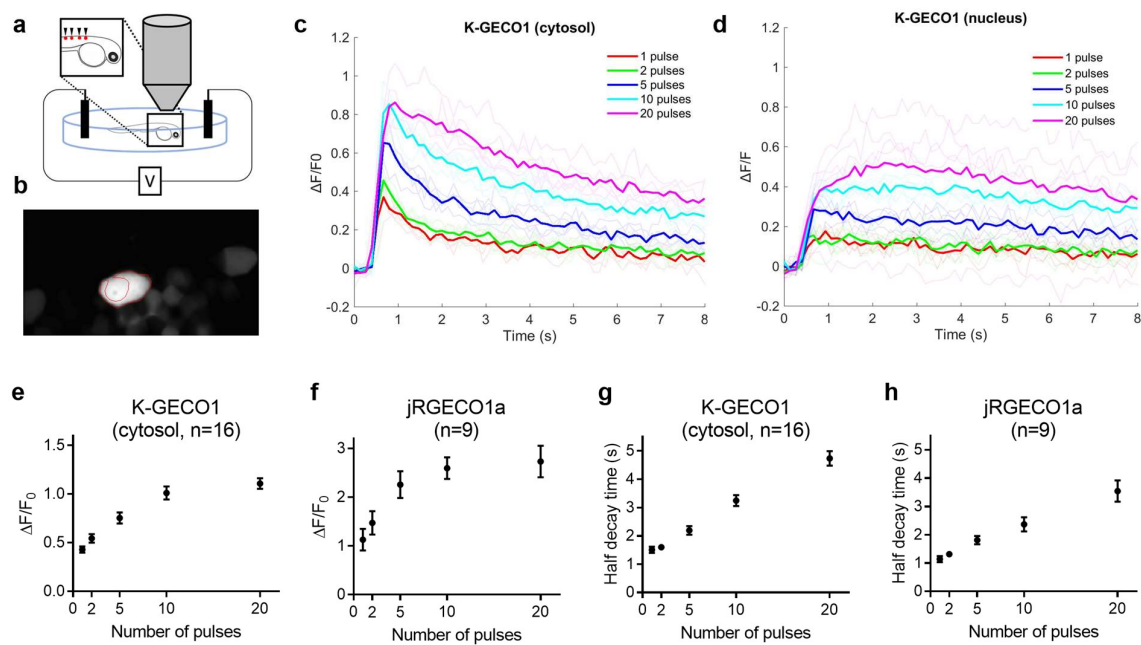 a
V
b
c
K-GECO1 (cytosol)
1 pulse
2 pulses
5 pulses
10 pulses
20 pulses
ΔF/F0
1.2
1
0.8
0.6
0.4
0.2
0
-0.2
0 1 2 3 4 5 6 7 8
Time (s)
d
K-GECO1 (nucleus)
1 pulse
2 pulses
5 pulses
10 pulses
20 pulses
ΔF/F
1.2
1
0.8
0.6
0.4
0.2
0
-0.2
0 1 2 3 4 5 6 7 8
Time (s)
e
K-GECO1
(cytosol, n=16)
ΔF/F0
1.5
1.0
0.5
0.0
0 2 5 10 20
Number of pulses
f
jRGECO1a
(n=9)
ΔF/F0
3
2
1
0
0 2 5 10 20
Number of pulses
g
K-GECO1
(cytosol, n=16)
Half decay time (s)
5
4
3
2
1
0
0 2 5 10 20
Number of pulses
h
jRGECO1a
(n=9)
Half decay time (s)
5
4
3
2
1
0
0 2 5 10 20
Number of pulses